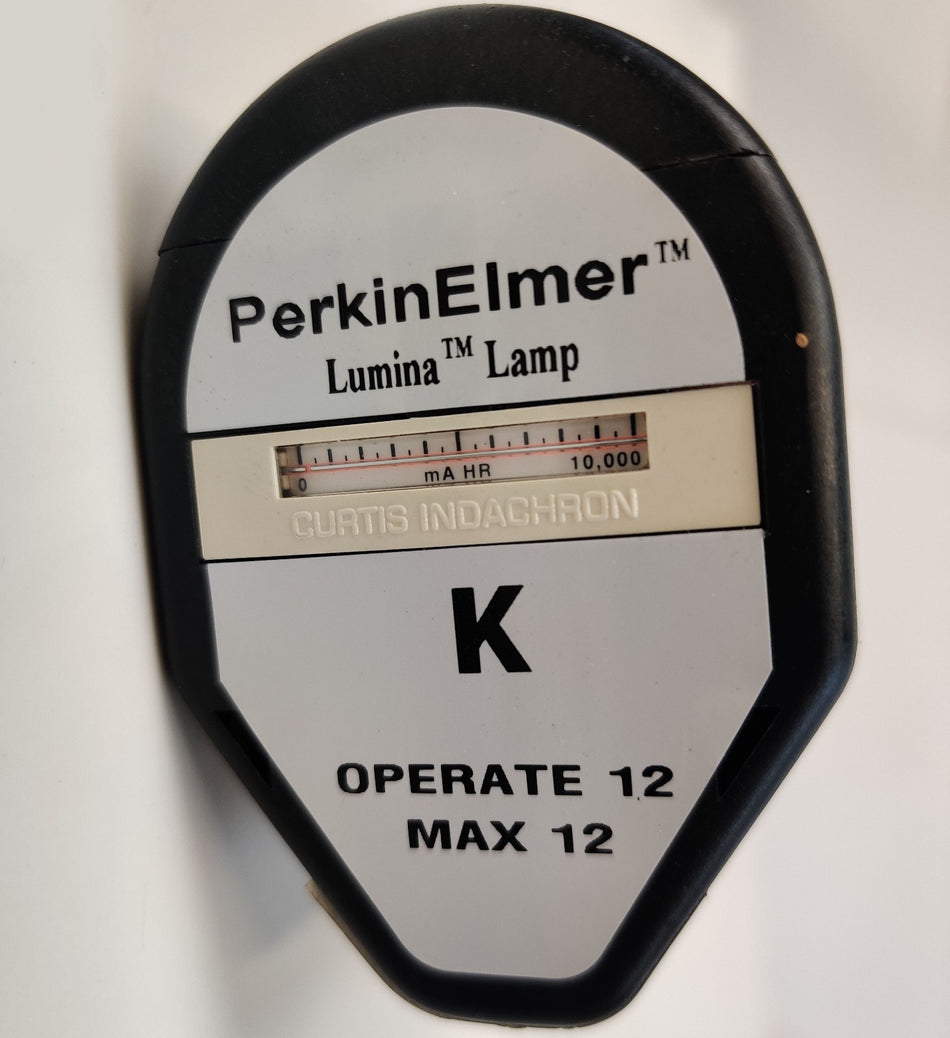 PerkinElmer™
Lumina™ Lamp
0 mA HR 10,000
CURTIS INDACHRON
K
OPERATE 12
MAX 12